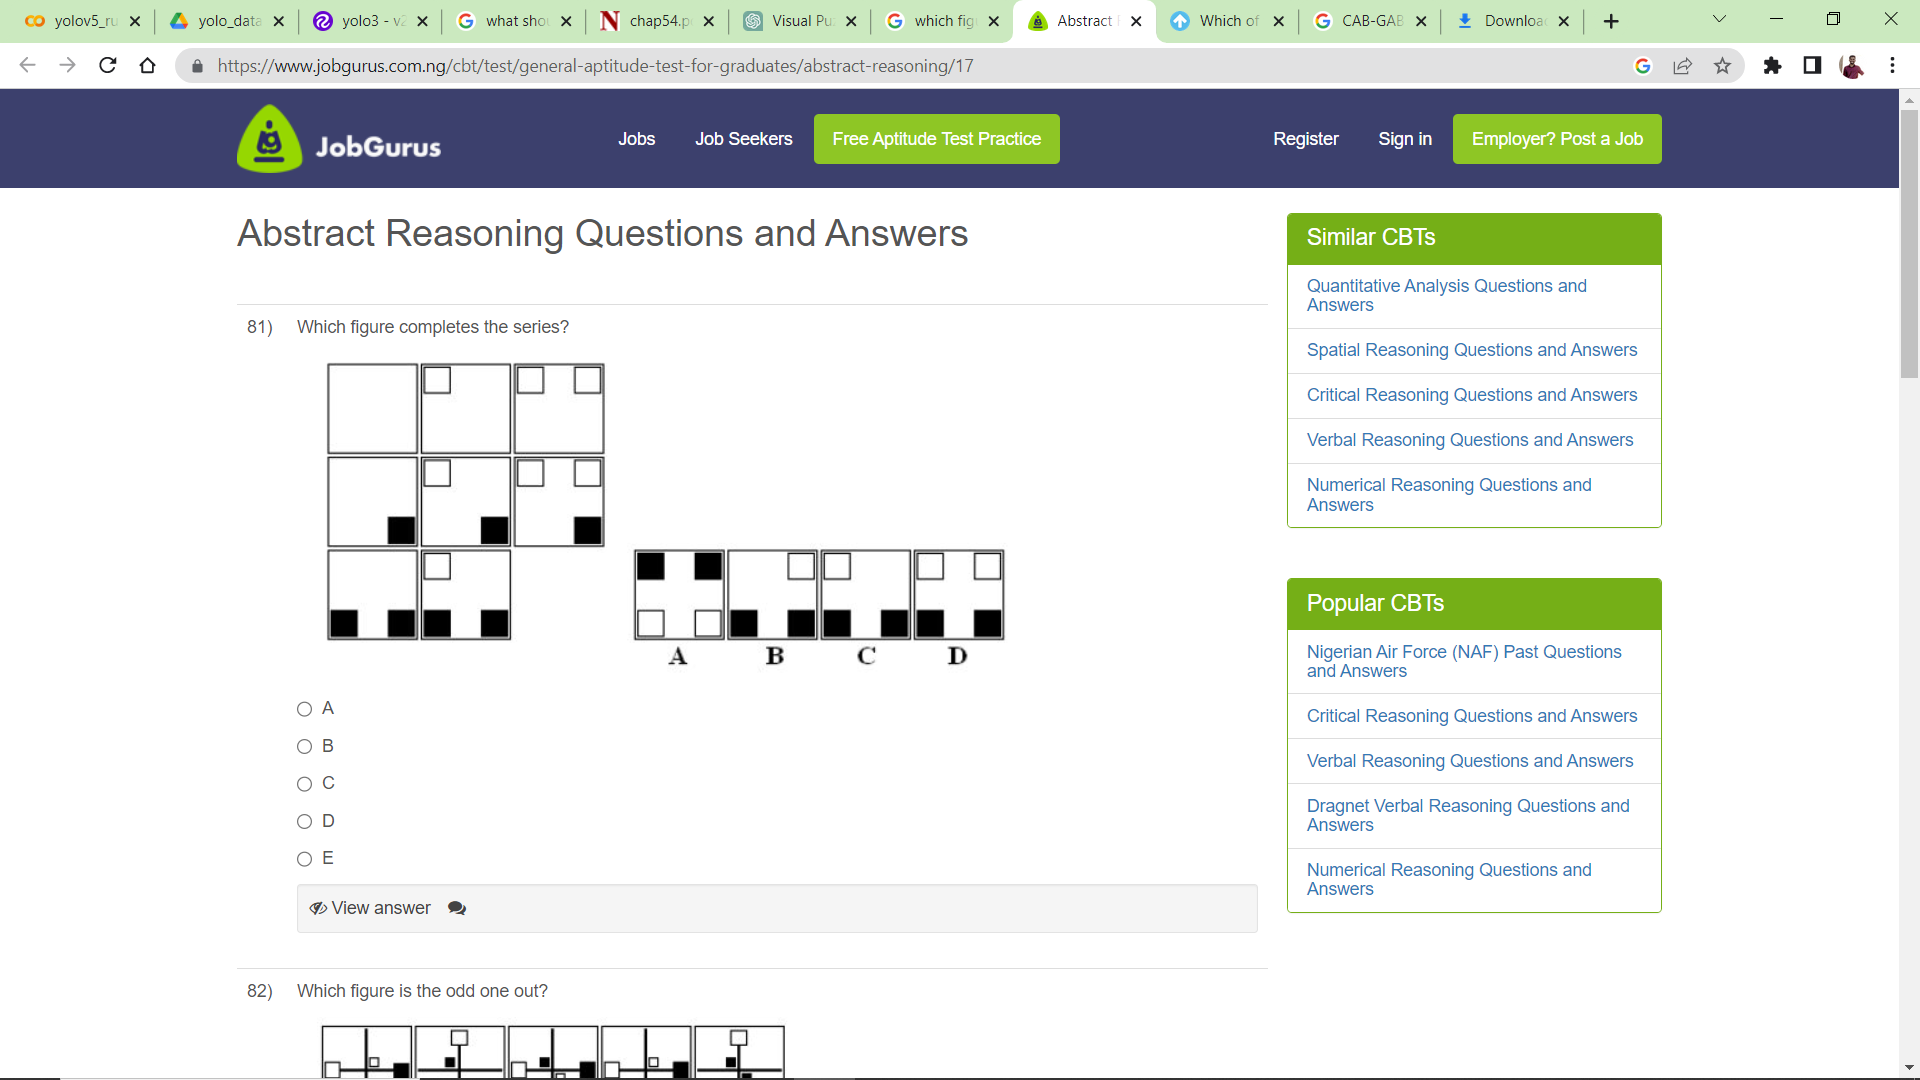 yolov5_ru
yolo_data
yolo3 - v2
what shou
chap54.p
Visual Pu
which fig
Abstract
Which of
CAB-GAB
Downloa
https://www.jobgurus.com.ng/cbt/test/general-aptitude-test-for-graduates/abstract-reasoning/17
JobGurus
Jobs
Job Seekers
Free Aptitude Test Practice
Register
Sign in
Employer? Post a Job
Abstract Reasoning Questions and Answers
81) Which figure completes the series?
A B C D
A
B
C
D
E
View answer
82) Which figure is the odd one out?
Similar CBTs
Quantitative Analysis Questions and
Answers
Spatial Reasoning Questions and Answers
Critical Reasoning Questions and Answers
Verbal Reasoning Questions and Answers
Numerical Reasoning Questions and
Answers
Popular CBTs
Nigerian Air Force (NAF) Past Questions
and Answers
Critical Reasoning Questions and Answers
Verbal Reasoning Questions and Answers
Dragnet Verbal Reasoning Questions and
Answers
Numerical Reasoning Questions and
Answers